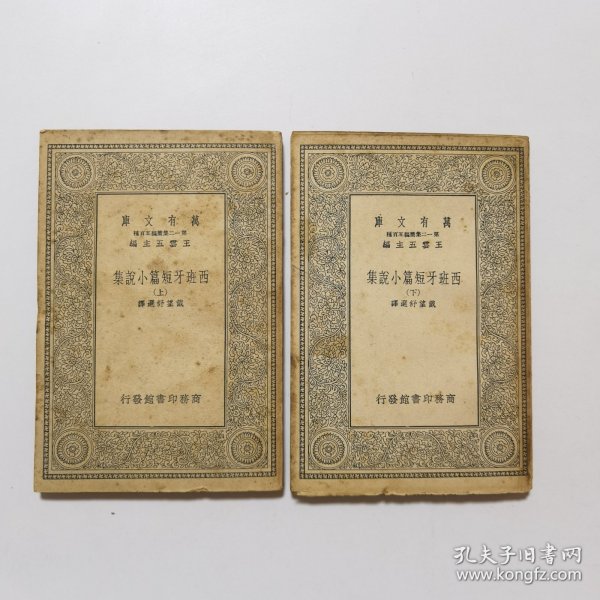 萬有文庫
第一二集簡編五百種
王雲五主編
西班牙短篇小說集
（上）
戴望舒選譯
商務印書館發行
萬有文庫
第一二集簡編五百種
王雲五主編
西班牙短篇小說集
（下）
戴望舒選譯
商務印書館發行
孔夫子旧书网
www.kongfz.com